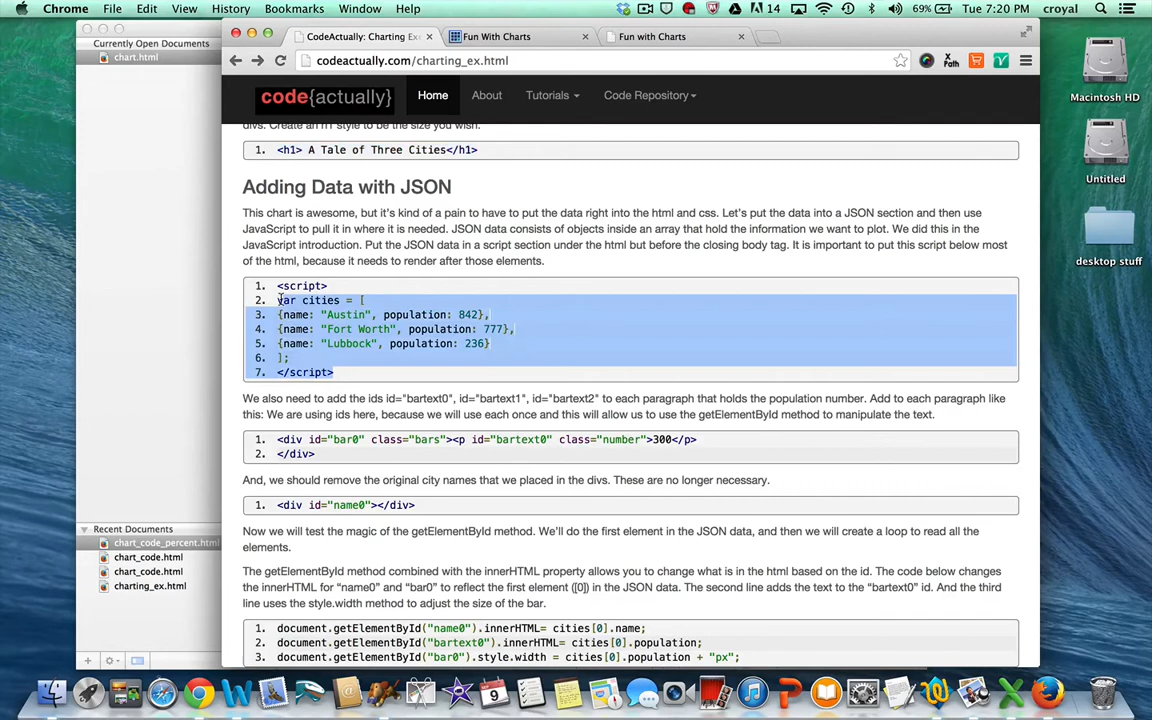 Chrome File Edit View History Bookmarks Window Help 14 69% Tue 7:20 PM croyal
Currently Open Documents
chart.html
CodeActually: Charting Ex
Fun With Charts
Fun with Charts
codeactually.com/charting_ex.html
X Path
code{actually} Home About Tutorials Code Repository
Macintosh HD
Untitled
desktop stuff
divs. Create an h1 style to be the size you wish.
1. <h1> A Tale of Three Cities</h1>
Adding Data with JSON
This chart is awesome, but it's kind of a pain to have to put the data right into the html and css. Let's put the data into a JSON section and then use
JavaScript to pull it in where it is needed. JSON data consists of objects inside an array that hold the information we want to plot. We did this in the
JavaScript introduction. Put the JSON data in a script section under the html but before the closing body tag. It is important to put this script below most
of the html, because it needs to render after those elements.
1. <script>
2. var cities = [
3. {name: "Austin", population: 842},
4. {name: "Fort Worth", population: 777},
5. {name: "Lubbock", population: 236}
6. ];
7. </script>
We also need to add the ids id="bartext0", id="bartext1", id="bartext2" to each paragraph that holds the population number. Add to each paragraph like
this: We are using ids here, because we will use each once and this will allow us to use the getElementById method to manipulate the text.
1. <div id="bar0" class="bars"><p id="bartext0" class="number">300</p>
2. </div>
And, we should remove the original city names that we placed in the divs. These are no longer necessary.
1. <div id="name0"></div>
Now we will test the magic of the getElementById method. We'll do the first element in the JSON data, and then we will create a loop to read all the
elements.
The getElementById method combined with the innerHTML property allows you to change what is in the html based on the id. The code below changes
the innerHTML for "name0" and "bar0" to reflect the first element ([0]) in the JSON data. The second line adds the text to the "bartext0" id. And the third
line uses the style.width method to adjust the size of the bar.
1. document.getElementById("name0").innerHTML= cities[0].name;
2. document.getElementById("bartext0").innerHTML= cities[0].population;
3. document.getElementById("bar0").style.width = cities[0].population + "px";
Recent Documents
chart_code_percent.html
chart_code.html
chart_code.html
charting_ex.html